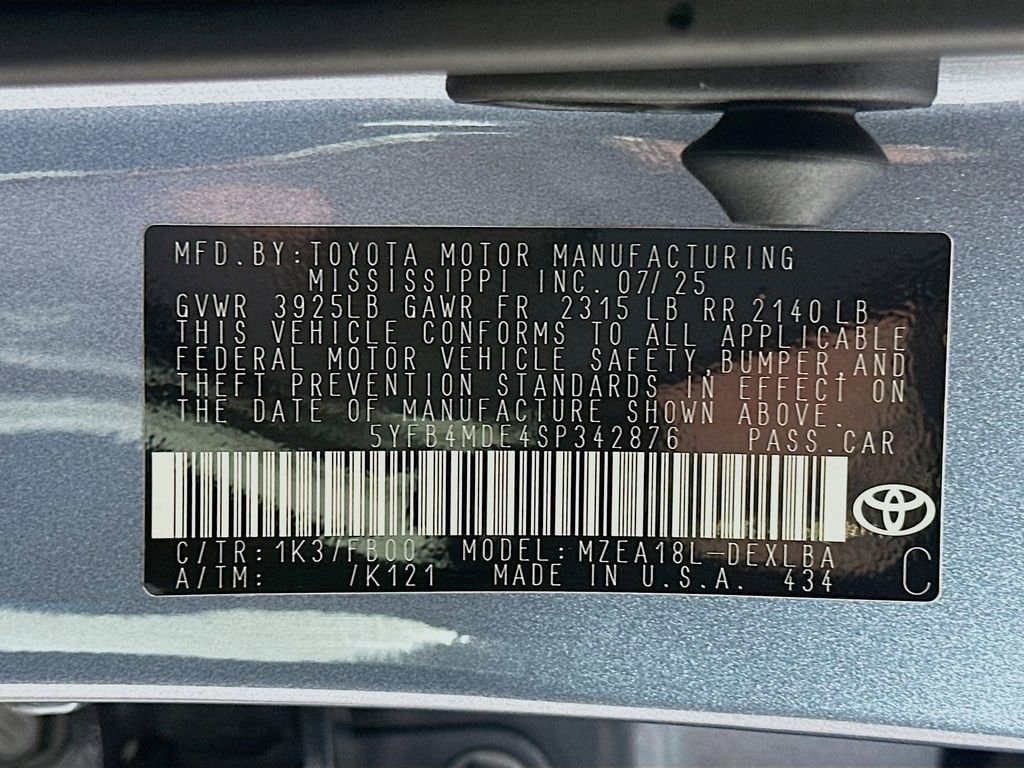 MFD.BY:TOYOTA MOTOR MANUFACTURING
MISSISSIPPI INC. 07/25
GVWR 3925LB GAWR FR 2315 LB RR 2140 LB
THIS VEHICLE CONFORMS TO ALL APPLICABLE
FEDERAL MOTOR VEHICLE SAFETY,BUMPER,AND
THEFT PREVENTION STANDARDS IN EFFECT ON
THE DATE OF MANUFACTURE SHOWN ABOVE.
5YFB4MDE4SP342876 PASS.CAR
C/TR:1K3/FB00 MODEL:MZEA18L-DEXLBA
A/TM: /K121 MADE IN U.S.A. 434
C